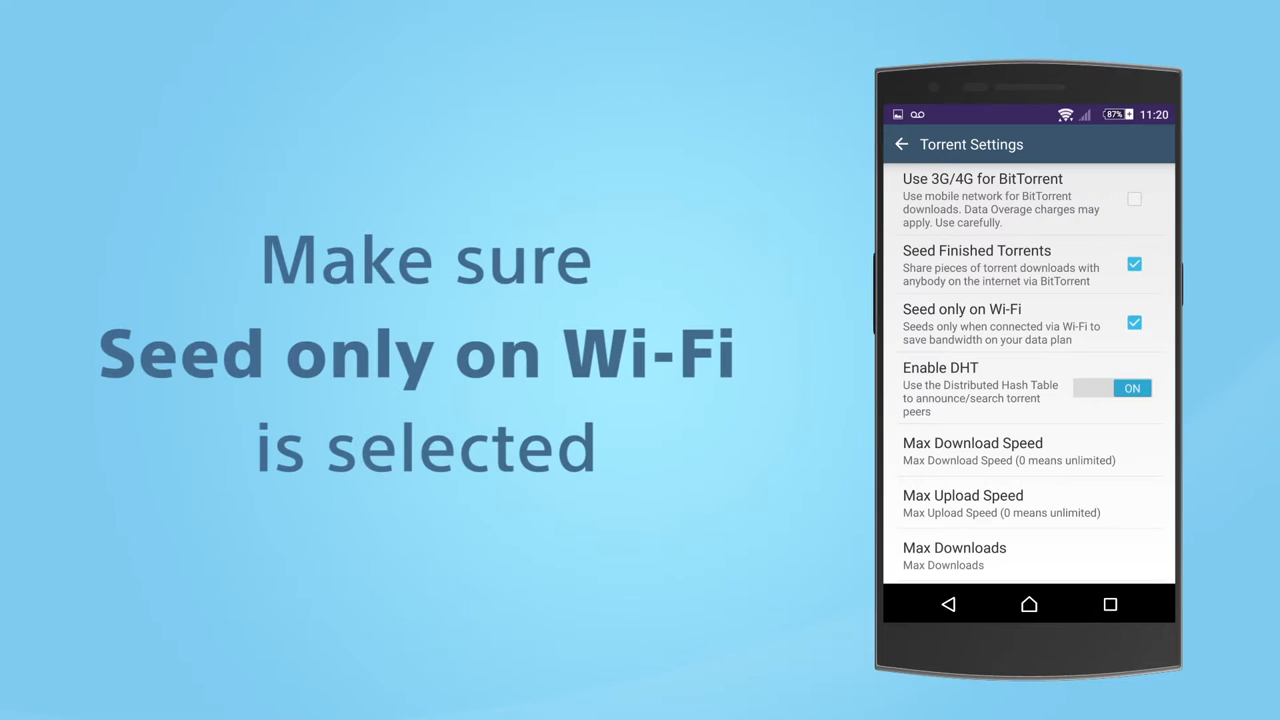 Make sure
Seed only on Wi-Fi
is selected
87%
11:20
Torrent Settings
Use 3G/4G for BitTorrent
Use mobile network for BitTorrent
downloads. Data Overage charges may
apply. Use carefully.
Seed Finished Torrents
Share pieces of torrent downloads with
anybody on the internet via BitTorrent
Seed only on Wi-Fi
Seeds only when connected via Wi-Fi to
save bandwidth on your data plan
Enable DHT
Use the Distributed Hash Table
to announce/search torrent
peers
ON
Max Download Speed
Max Download Speed (0 means unlimited)
Max Upload Speed
Max Upload Speed (0 means unlimited)
Max Downloads
Max Downloads